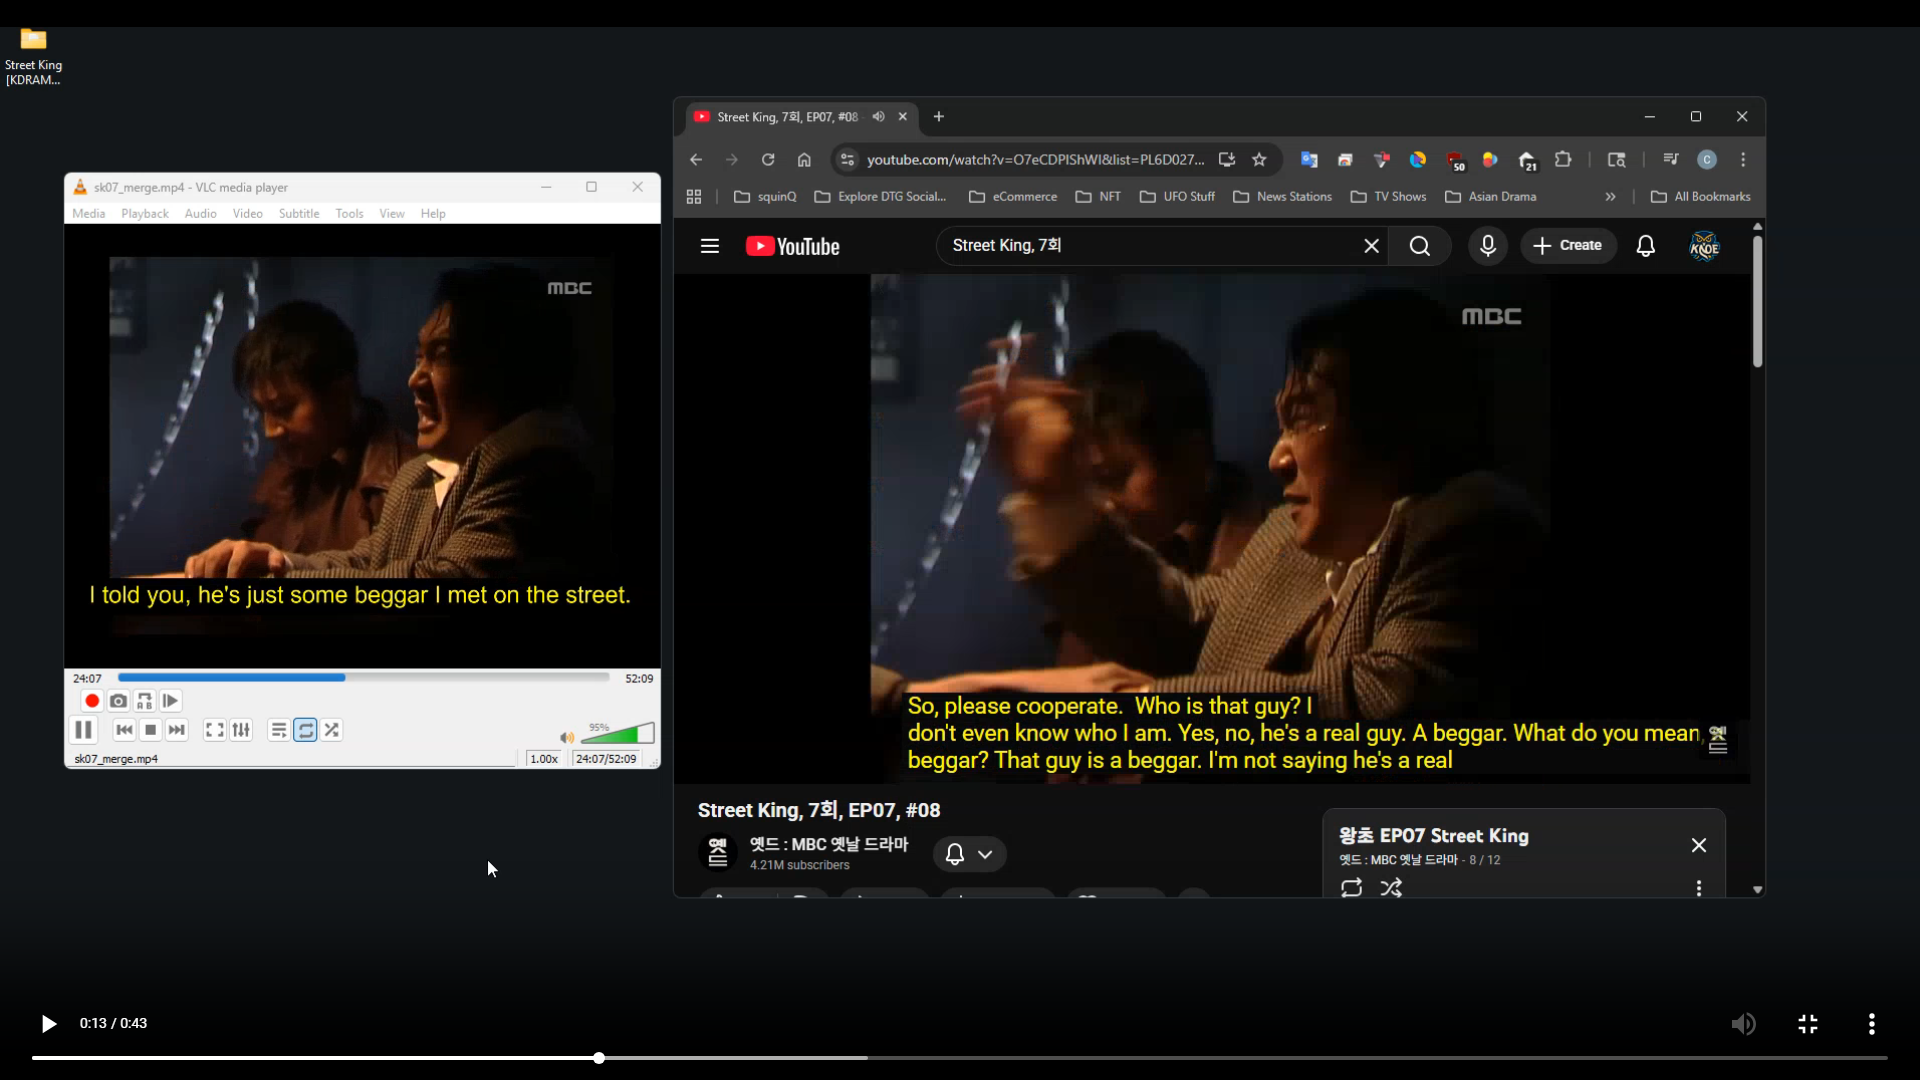 Street King
[KDRAM...
sk07_merge.mp4 - VLC media player
Media Playback Audio Video Subtitle Tools View Help
MBC
I told you, he's just some beggar I met on the street.
24:07
52:09
95%
sk07_merge.mp4
1.00x
24:07/52:09
Street King, 7회, EP07, #08
youtube.com/watch?v=O7eCDPIShWI&list=PL6D027...
50
21
C
squinQ
Explore DTG Social...
eCommerce
NFT
UFO Stuff
News Stations
TV Shows
Asian Drama
»
All Bookmarks
YouTube
Street King, 7회
Create
KNOE
MBC
So, please cooperate. Who is that guy? I
don't even know who I am. Yes, no, he's a real guy. A beggar. What do you mean,
beggar? That guy is a beggar. I'm not saying he's a real
옛드
Street King, 7회, EP07, #08
옛드
옛드 : MBC 옛날 드라마
4.21M subscribers
왕초 EP07 Street King
옛드 : MBC 옛날 드라마 - 8 / 12
0:13 / 0:43